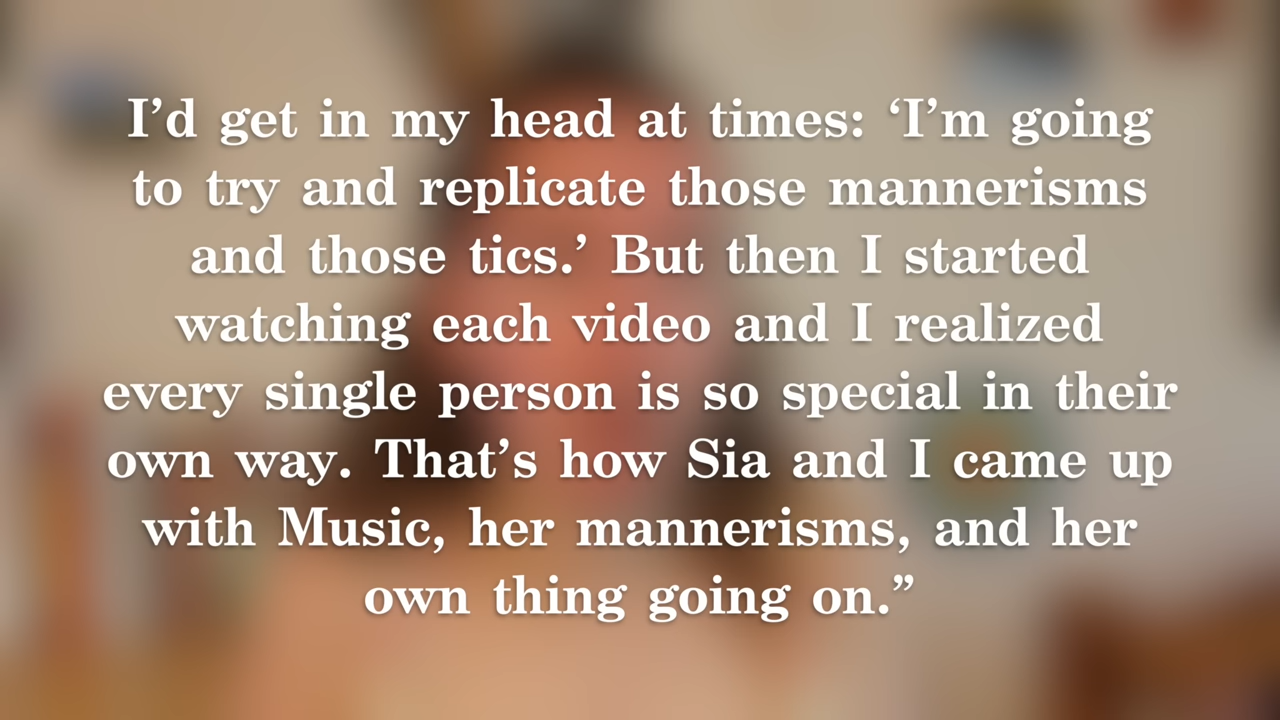 I’d get in my head at times: ‘I’m going
to try and replicate those mannerisms
and those tics.’ But then I started
watching each video and I realized
every single person is so special in their
own way. That’s how Sia and I came up
with Music, her mannerisms, and her
own thing going on.”